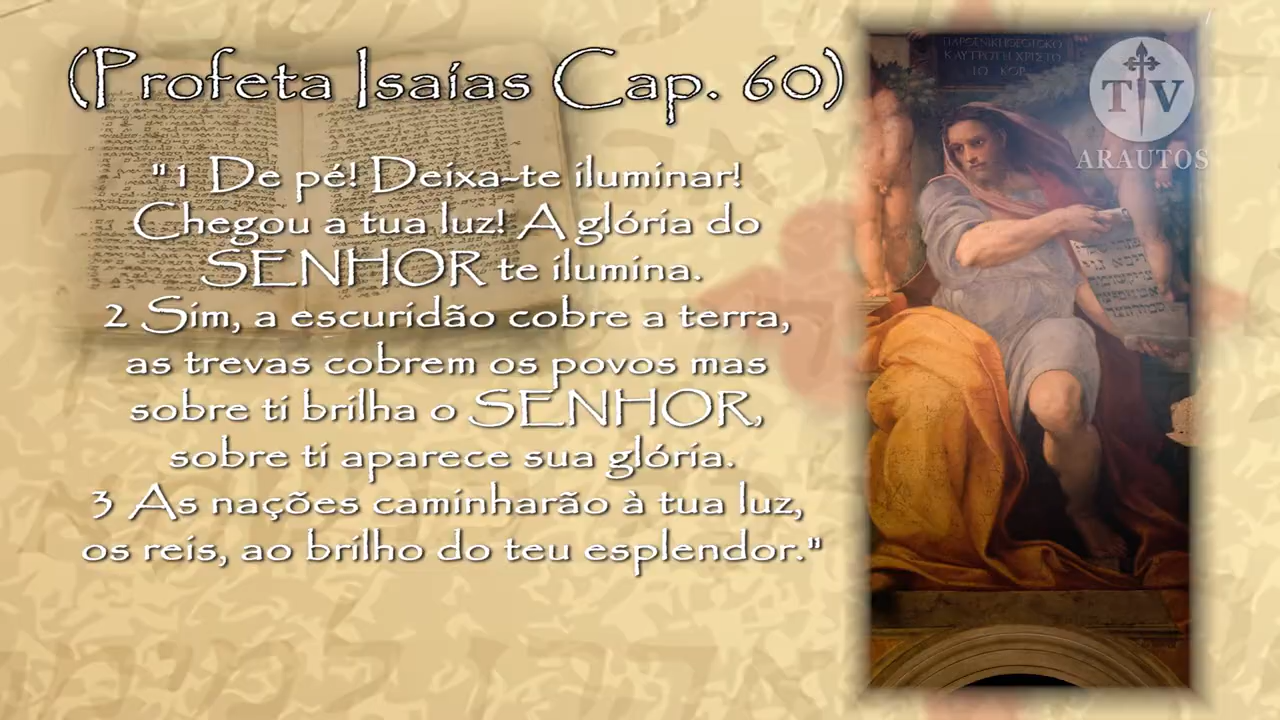 (Profeta Isaías Cap. 60)
"1 De pé! Deixa-te iluminar!
Chegou a tua luz! A glória do
SENHOR te ilumina.
2 Sim, a escuridão cobre a terra,
as trevas cobrem os povos mas
sobre ti brilha o SENHOR,
sobre ti aparece sua glória.
3 As nações caminharão à tua luz,
os reis, ao brilho do teu esplendor."
TV
ARAUTOS